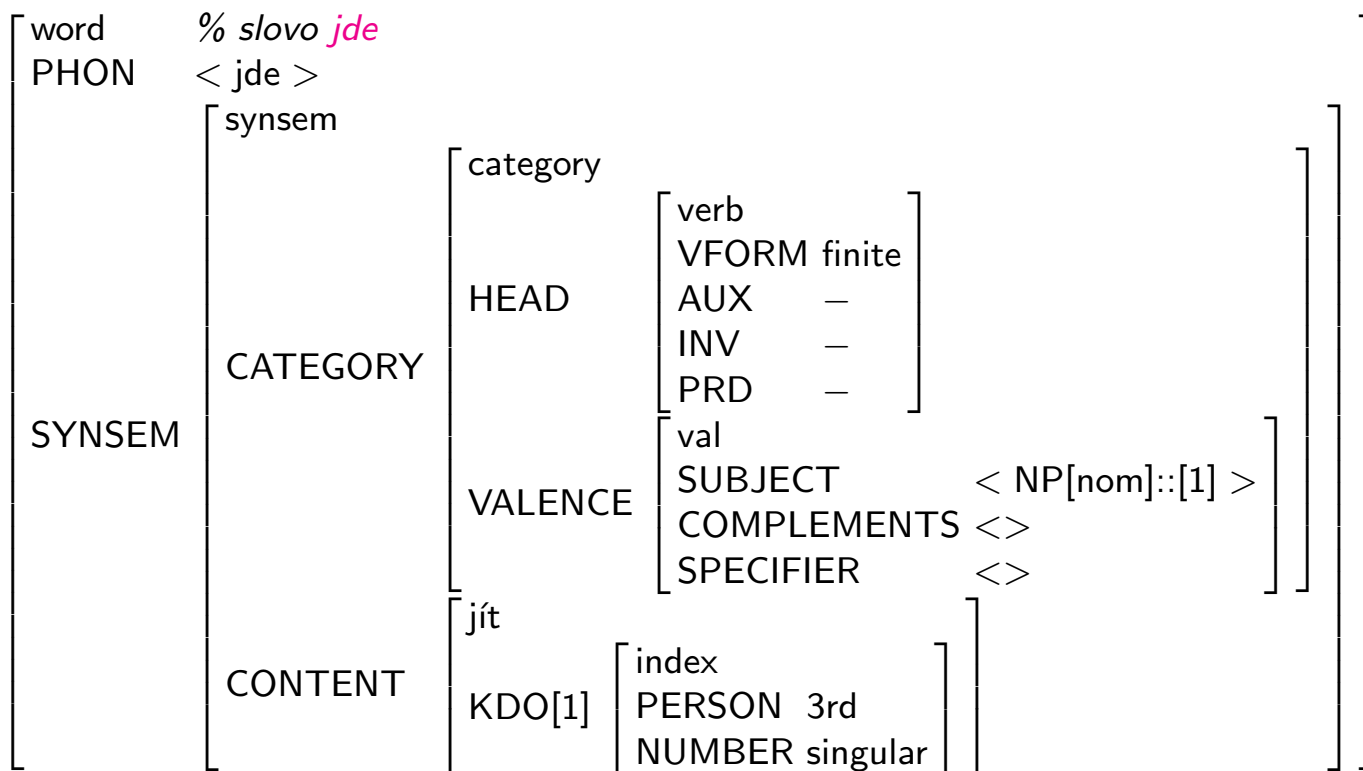 word % slovo jde
PHON < jde >
synsem
category
verb
VFORM finite
HEAD AUX −
INV −
CATEGORY PRD −
SYNSEM val
SUBJECT < NP[nom]::[1] >
VALENCE COMPLEMENTS <>
SPECIFIER <>
jít
index
CONTENT KDO[1] PERSON 3rd
NUMBER singular